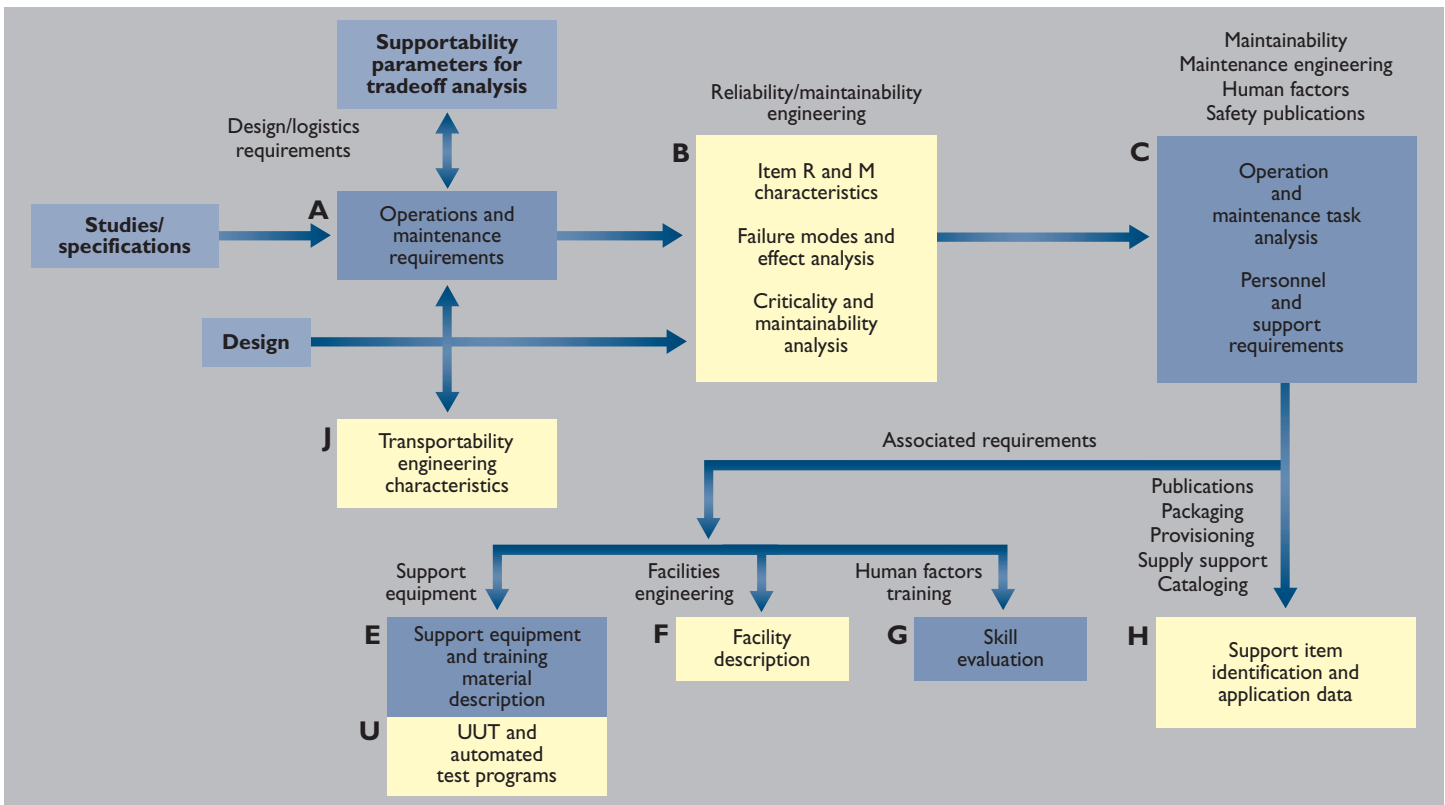 Supportability
parameters for
tradeoff analysis
Design/logistics
requirements
Studies/
specifications
A
Operations and
maintenance
requirements
Design
J
Transportability
engineering
characteristics
Reliability/maintainability
engineering
B
Item R and M
characteristics
Failure modes and
effect analysis
Criticality and
maintainability
analysis
Maintainability
Maintenance engineering
Human factors
Safety publications
C
Operation
and
maintenance task
analysis
Personnel
and
support
requirements
Associated requirements
Publications
Packaging
Provisioning
Supply support
Cataloging
Support
equipment
Facilities
engineering
Human factors
training
E
Support equipment
and training
material
description
U
UUT and
automated
test programs
F
Facility
description
G
Skill
evaluation
H
Support item
identification and
application data